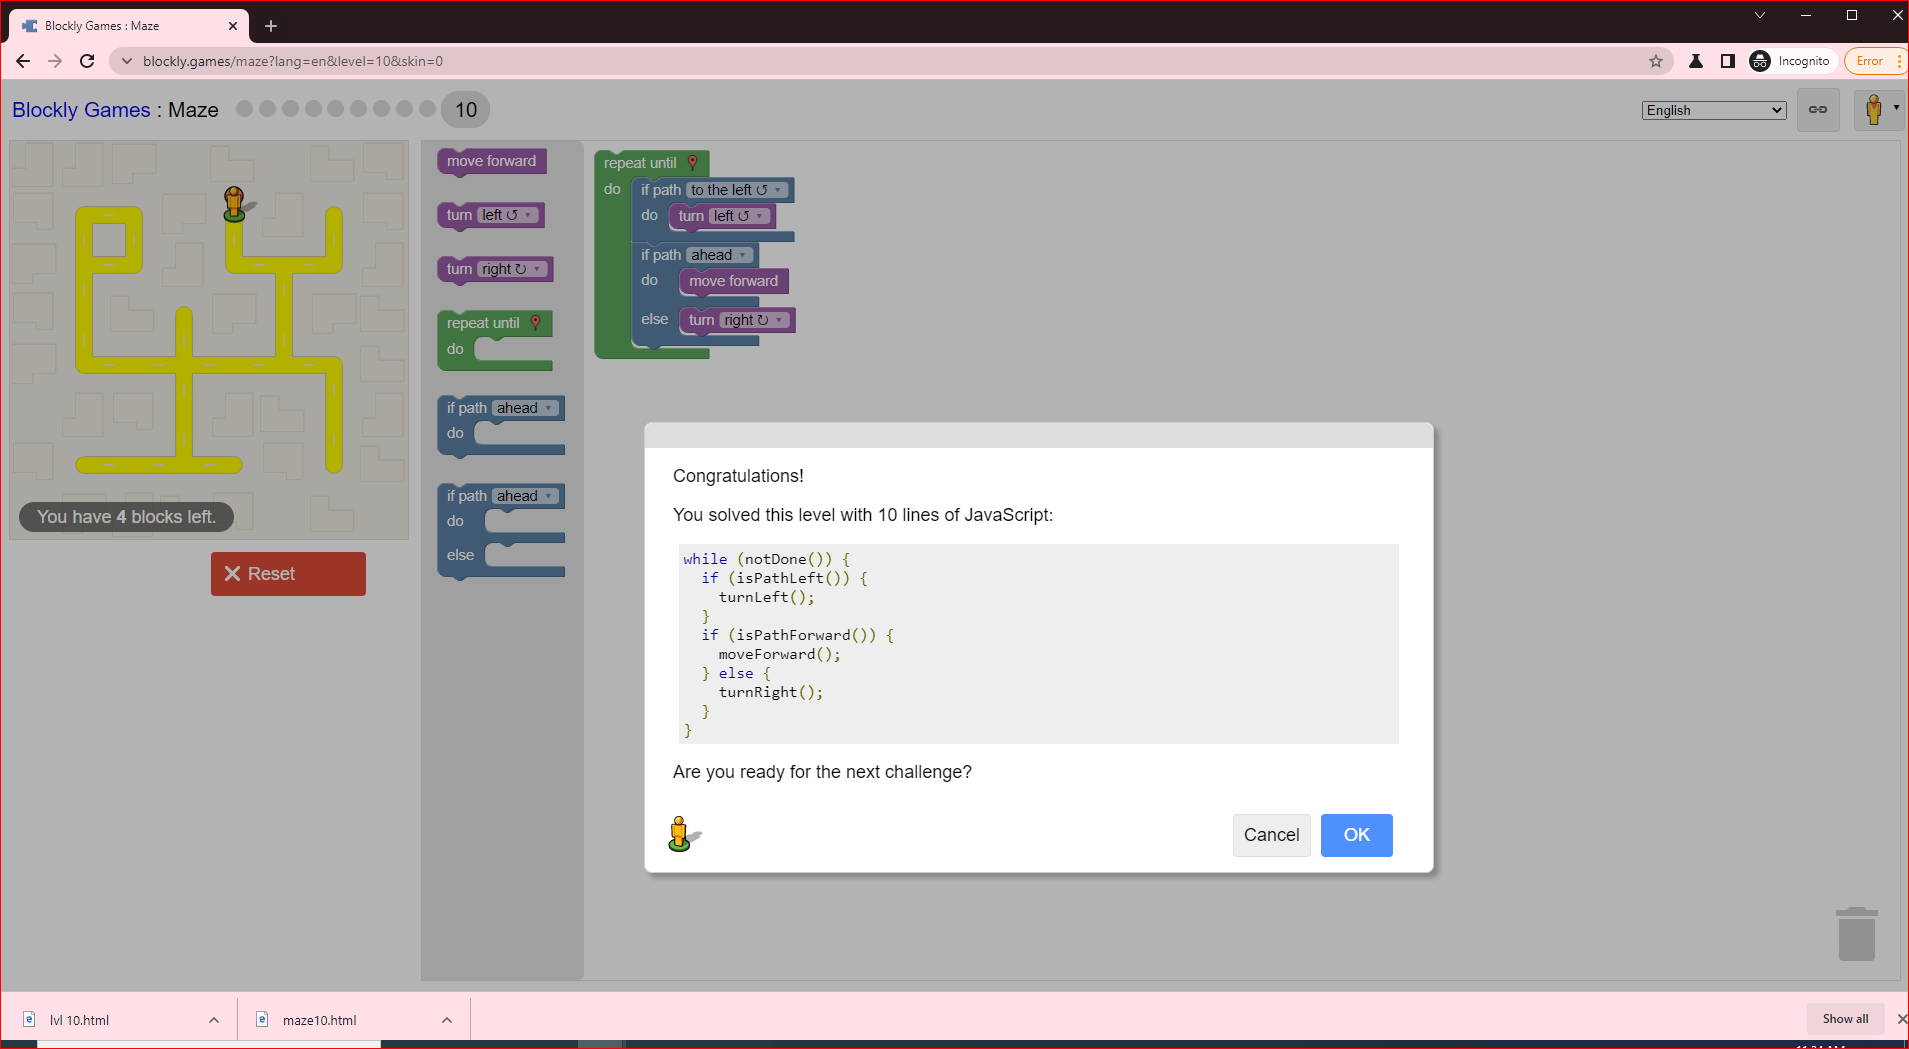 Blockly Games : Maze
blockly.games/maze?lang=en&level=10&skin=0
Incognito
Error
Blockly Games : Maze
10
English
move forward
turn left ↺
turn right ↻
repeat until
do
if path ahead
do
if path ahead
do
else
repeat until
do
if path to the left ↺
do
turn left ↺
if path ahead
do
move forward
else
turn right ↻
You have 4 blocks left.
Reset
Congratulations!
You solved this level with 10 lines of JavaScript:
while (notDone()) {
  if (isPathLeft()) {
    turnLeft();
  }
  if (isPathForward()) {
    moveForward();
  } else {
    turnRight();
  }
}
Are you ready for the next challenge?
Cancel
OK
lvl 10.html
maze10.html
Show all